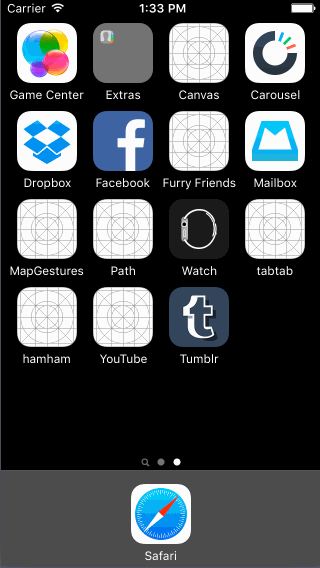 Carrier 1:33 PM
Game Center Extras Canvas Carousel
Dropbox Facebook Furry Friends Mailbox
MapGestures Path Watch tabtab
hamham YouTube Tumblr
Safari